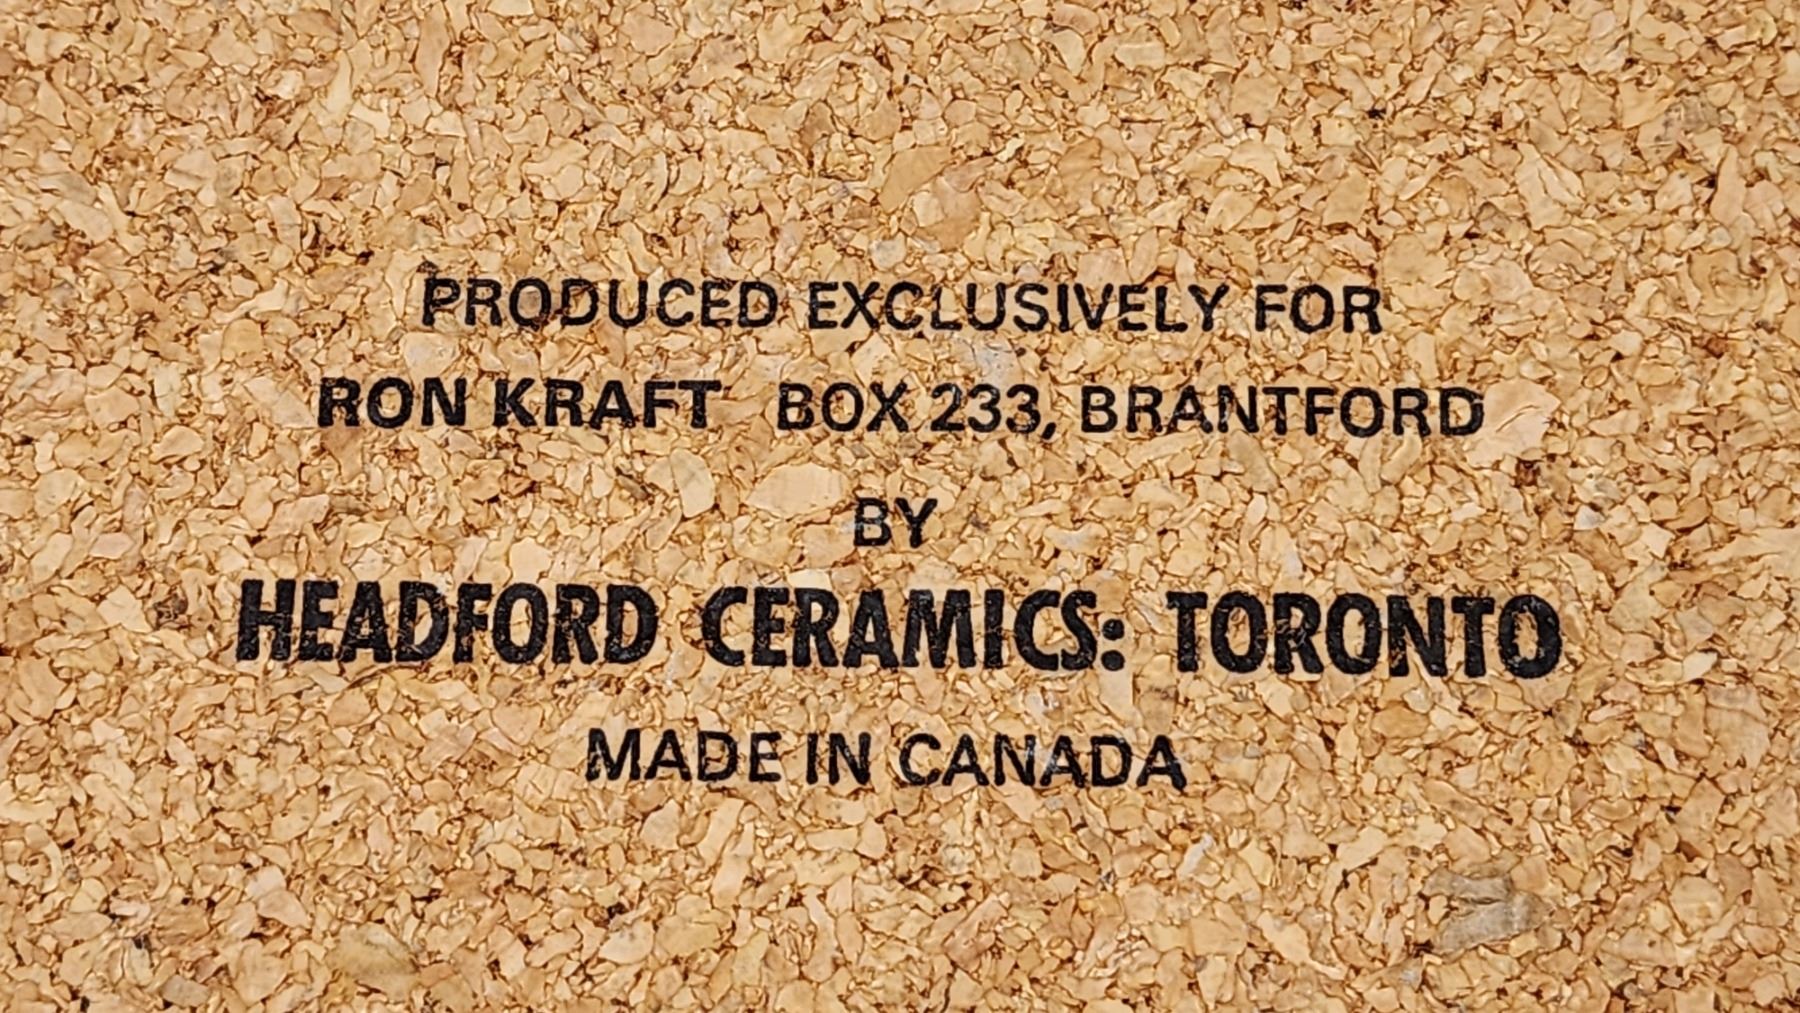 PRODUCED EXCLUSIVELY FOR
RON KRAFT BOX 233, BRANTFORD
BY
HEADFORD CERAMICS: TORONTO
MADE IN CANADA